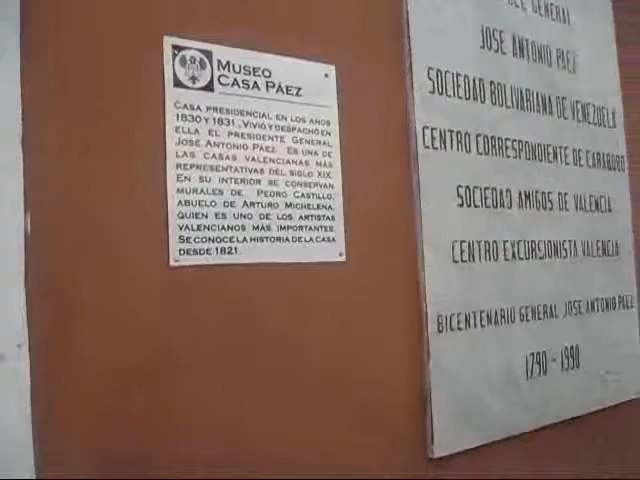 MUSEO
CASA PÁEZ
CASA PRESIDENCIAL EN LOS AÑOS
1830 Y 1831. VIVIÓ Y DESPACHÓ EN
ELLA EL PRESIDENTE GENERAL
JOSE ANTONIO PÁEZ. ES UNA DE
LAS CASAS VALENCIANAS MÁS
REPRESENTATIVAS DEL SIGLO XIX.
EN SU INTERIOR SE CONSERVAN
MURALES DE PEDRO CASTILLO,
ABUELO DE ARTURO MICHELENA,
QUIEN ES UNO DE LOS ARTISTAS
VALENCIANOS MÁS IMPORTANTES.
SE CONOCE LA HISTORIA DE LA CASA
DESDE 1821.
GENERAL
JOSE ANTONIO PAEZ
SOCIEDAD BOLIVARIANA DE VENEZUELA
CENTRO CORRESPONDIENTE DE CARABOBO
SOCIEDAD AMIGOS DE VALENCIA
CENTRO EXCURSIONISTA VALENCIA
BICENTENARIO GENERAL JOSE ANTONIO PAEZ
1790 - 1990